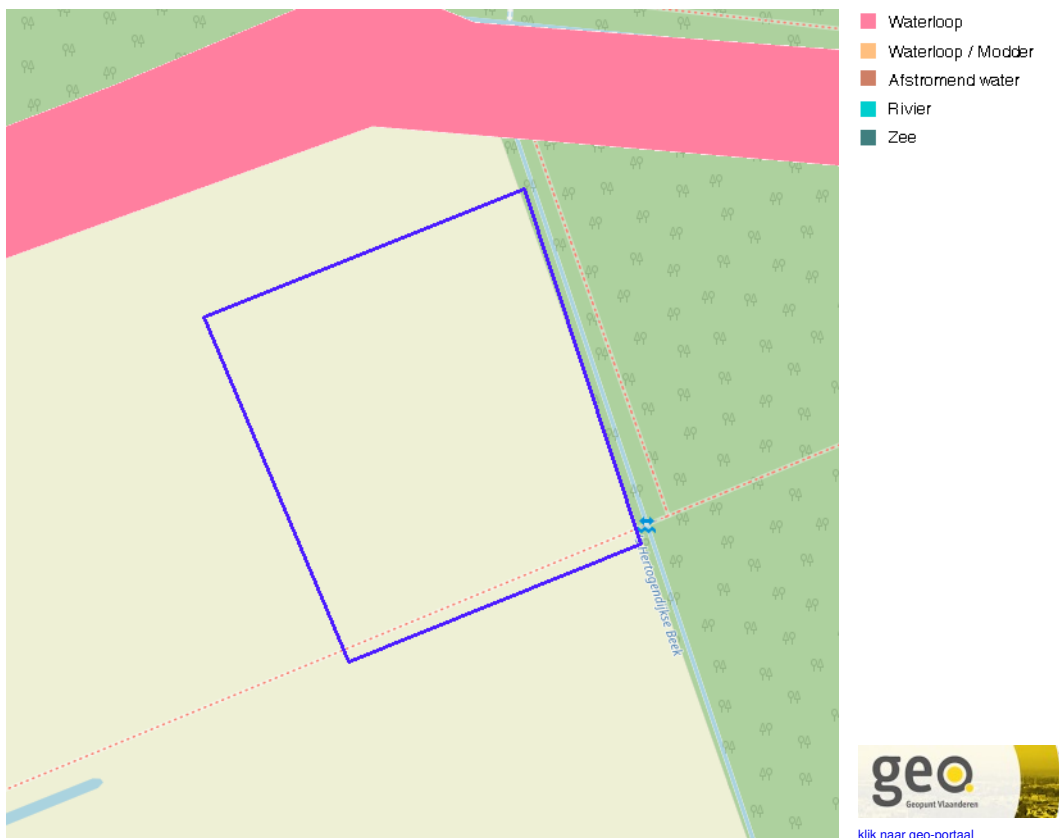 Waterloop
Waterloop / Modder
Afstromend water
Rivier
Zee
Hertogendijkse Beek
geo
Geopunt Vlaanderen
klik naar geo-portaal